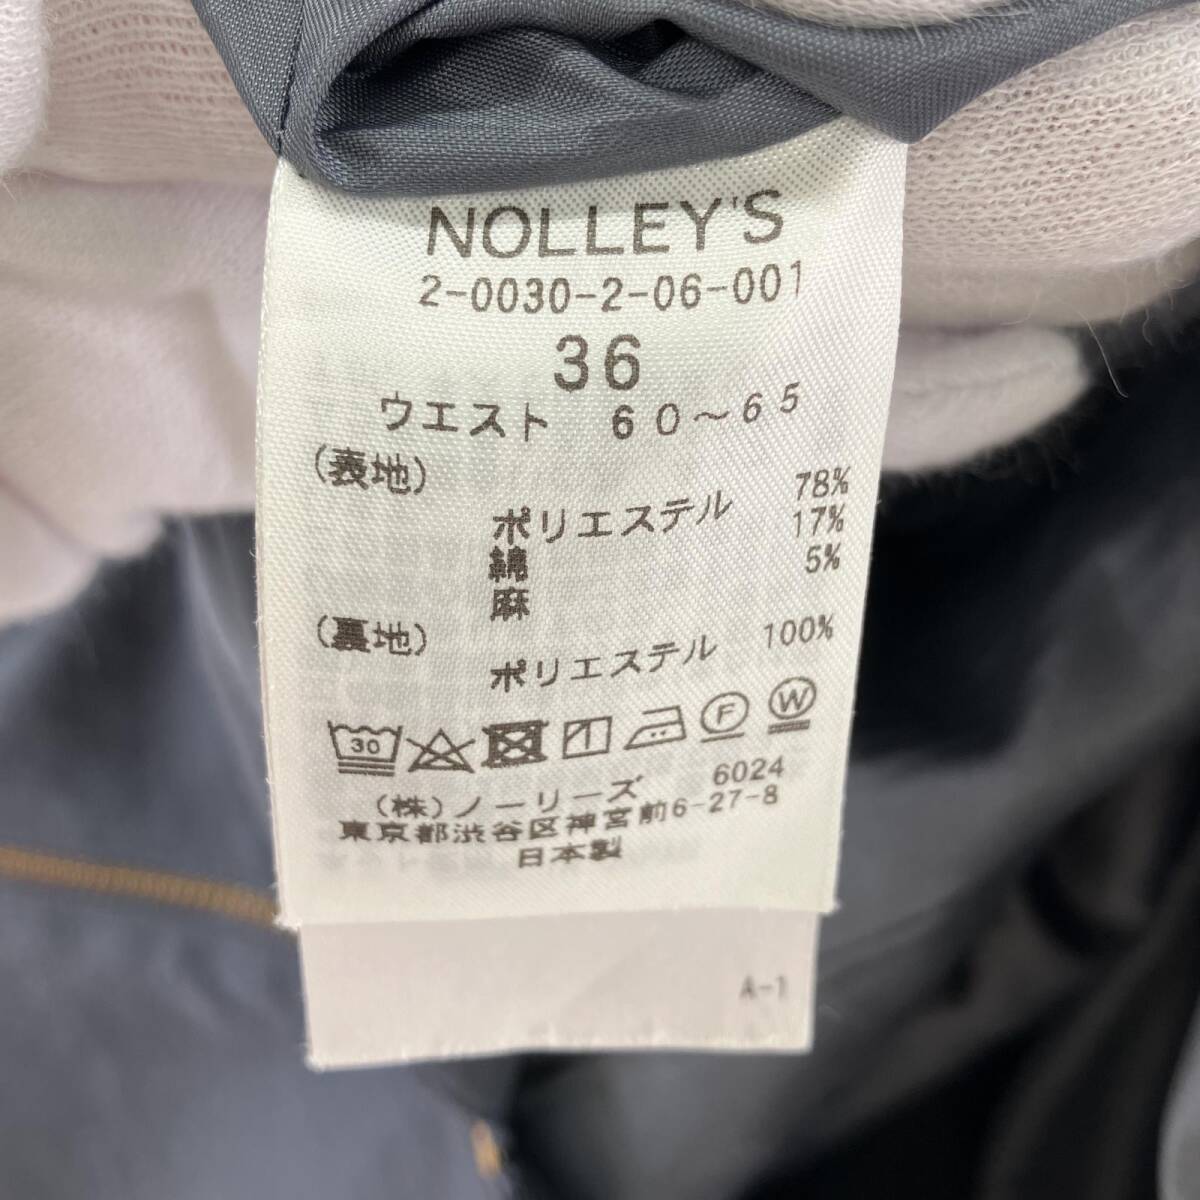 NOLLEY'S
2-0030-2-06-001
36
ウエスト 60〜65
(表地)
ポリエステル 78%
綿 17%
麻 5%
(裏地)
ポリエステル 100%
30 F W
(株)ノーリーズ 6024
東京都渋谷区神宮前6-27-8
日本製
A-1